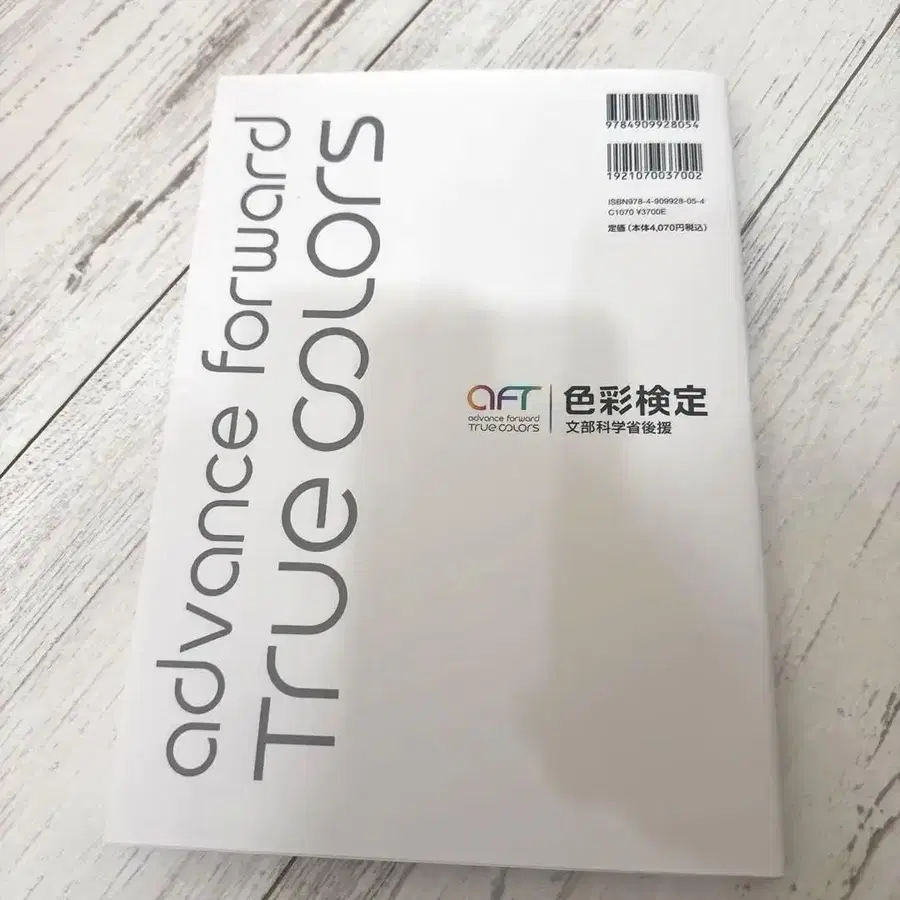 advance forward
True COLORS
9784909928054
1921070037002
ISBN978-4-909928-05-4
C1070 ¥3700E
定価（本体4,070円税込）
aFT
advance forward
True COLORS
色彩検定
文部科学省後援